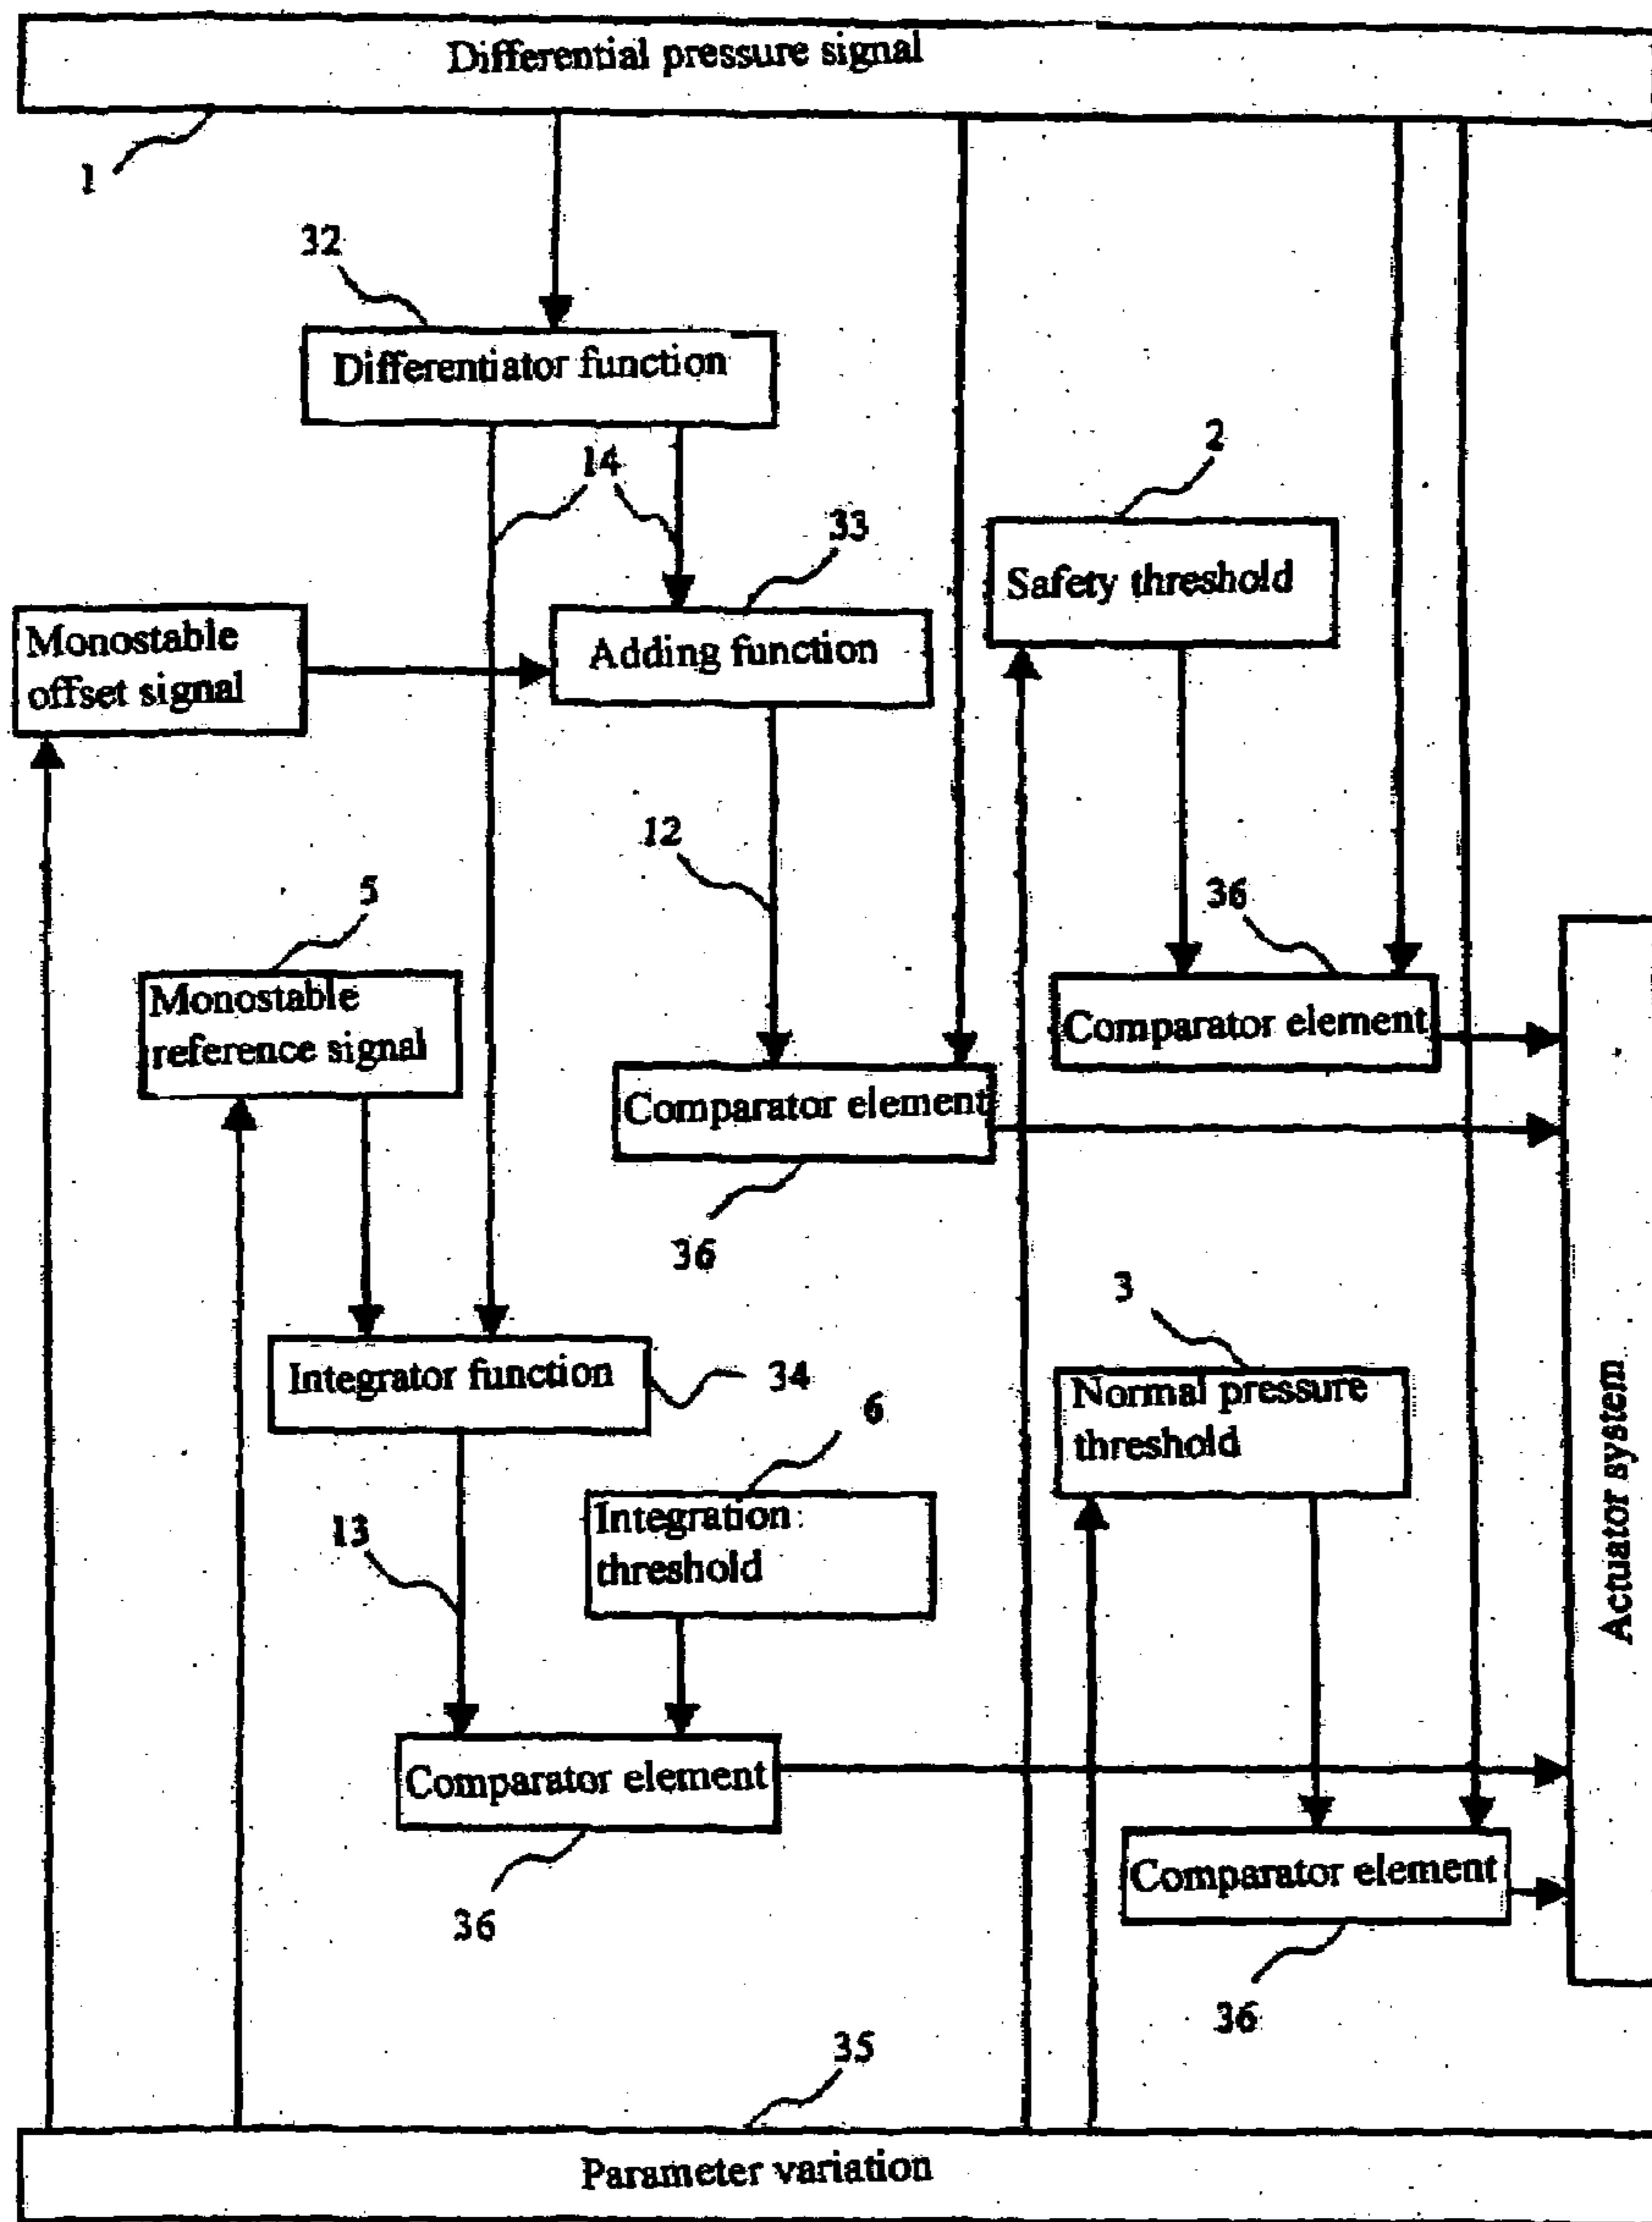 Differential pressure signal
1
32
Differentiator function
14
2
33
Safety threshold
Monostable
offset signal
Adding function
12
5
36
Monostable
reference signal
Comparator element
Comparator element
36
3
Integrator function
34
6
Normal pressure
threshold
Actuator system
13
Integration
threshold
Comparator element
Comparator element
36
36
35
Parameter variation